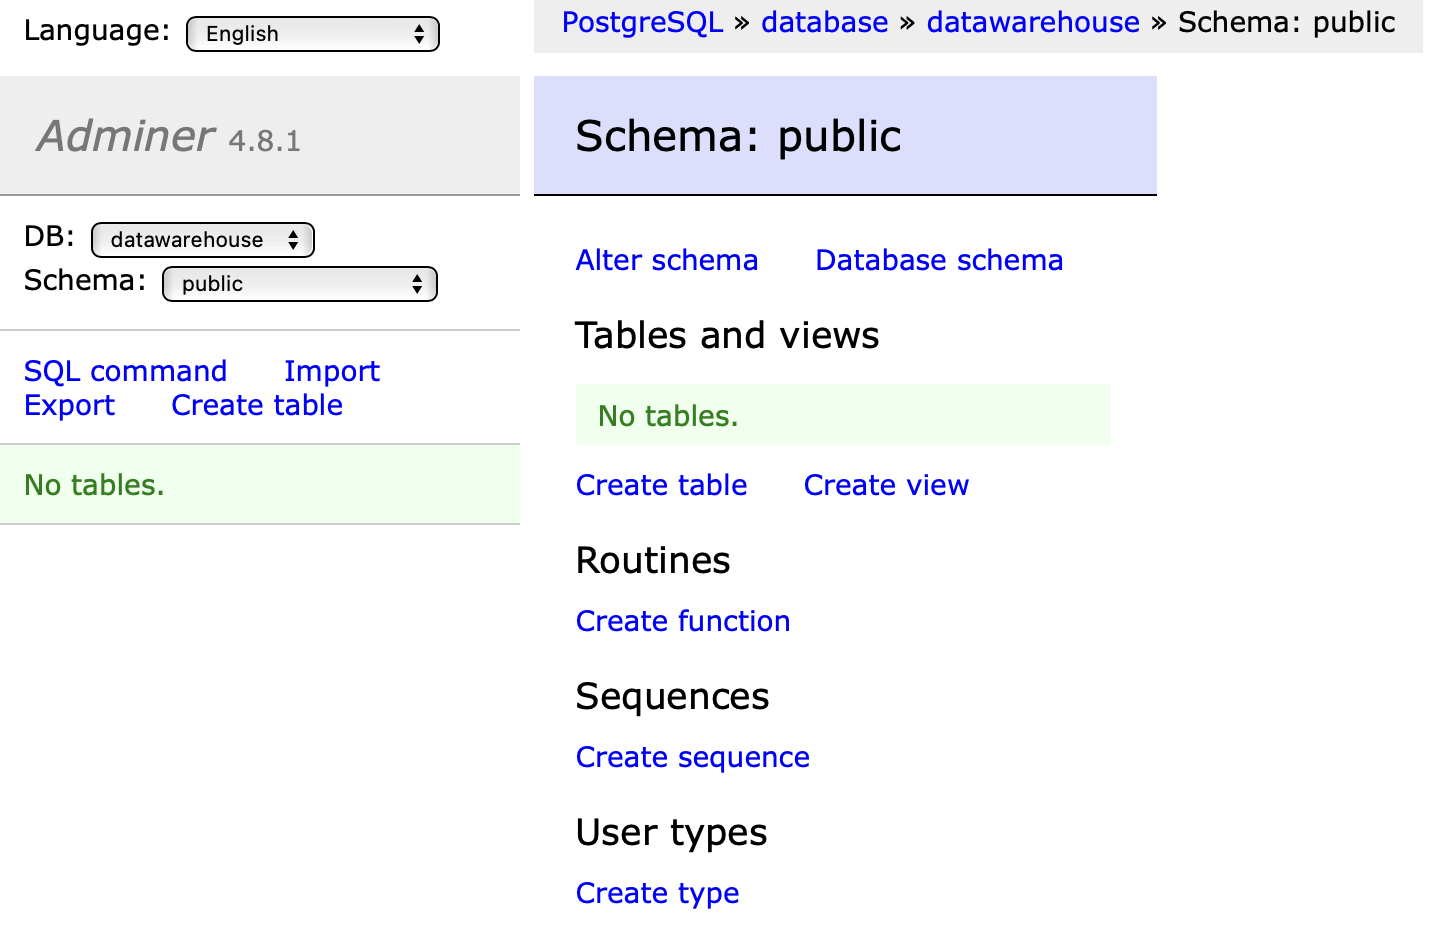 Language: English
Adminer 4.8.1
DB: datawarehouse
Schema: public
SQL command Import
Export Create table
No tables.
PostgreSQL » database » datawarehouse » Schema: public
Schema: public
Alter schema Database schema
Tables and views
No tables.
Create table Create view
Routines
Create function
Sequences
Create sequence
User types
Create type